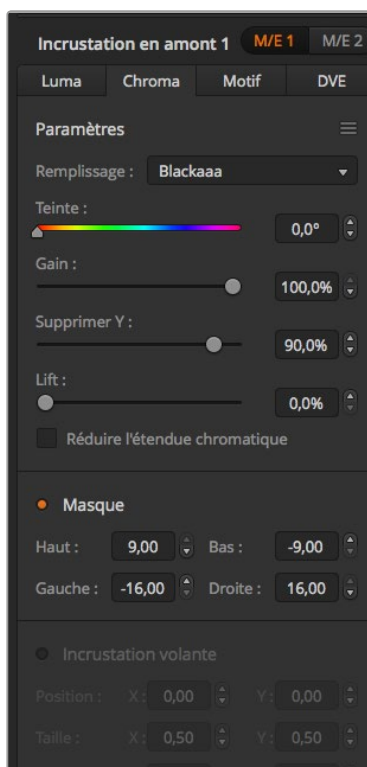 Incrustation en amont 1 M/E 1 M/E 2
Luma Chroma Motif DVE
Paramètres
Remplissage : Blackaaa
Teinte :
0,0°
Gain :
100,0%
Supprimer Y :
90,0%
Lift :
0,0%
Réduire l'étendue chromatique
Masque
Haut : 9,00 Bas : -9,00
Gauche : -16,00 Droite : 16,00
Incrustation volante
Position : X : 0,00 Y : 0,00
Taille : X : 0,50 Y : 0,50